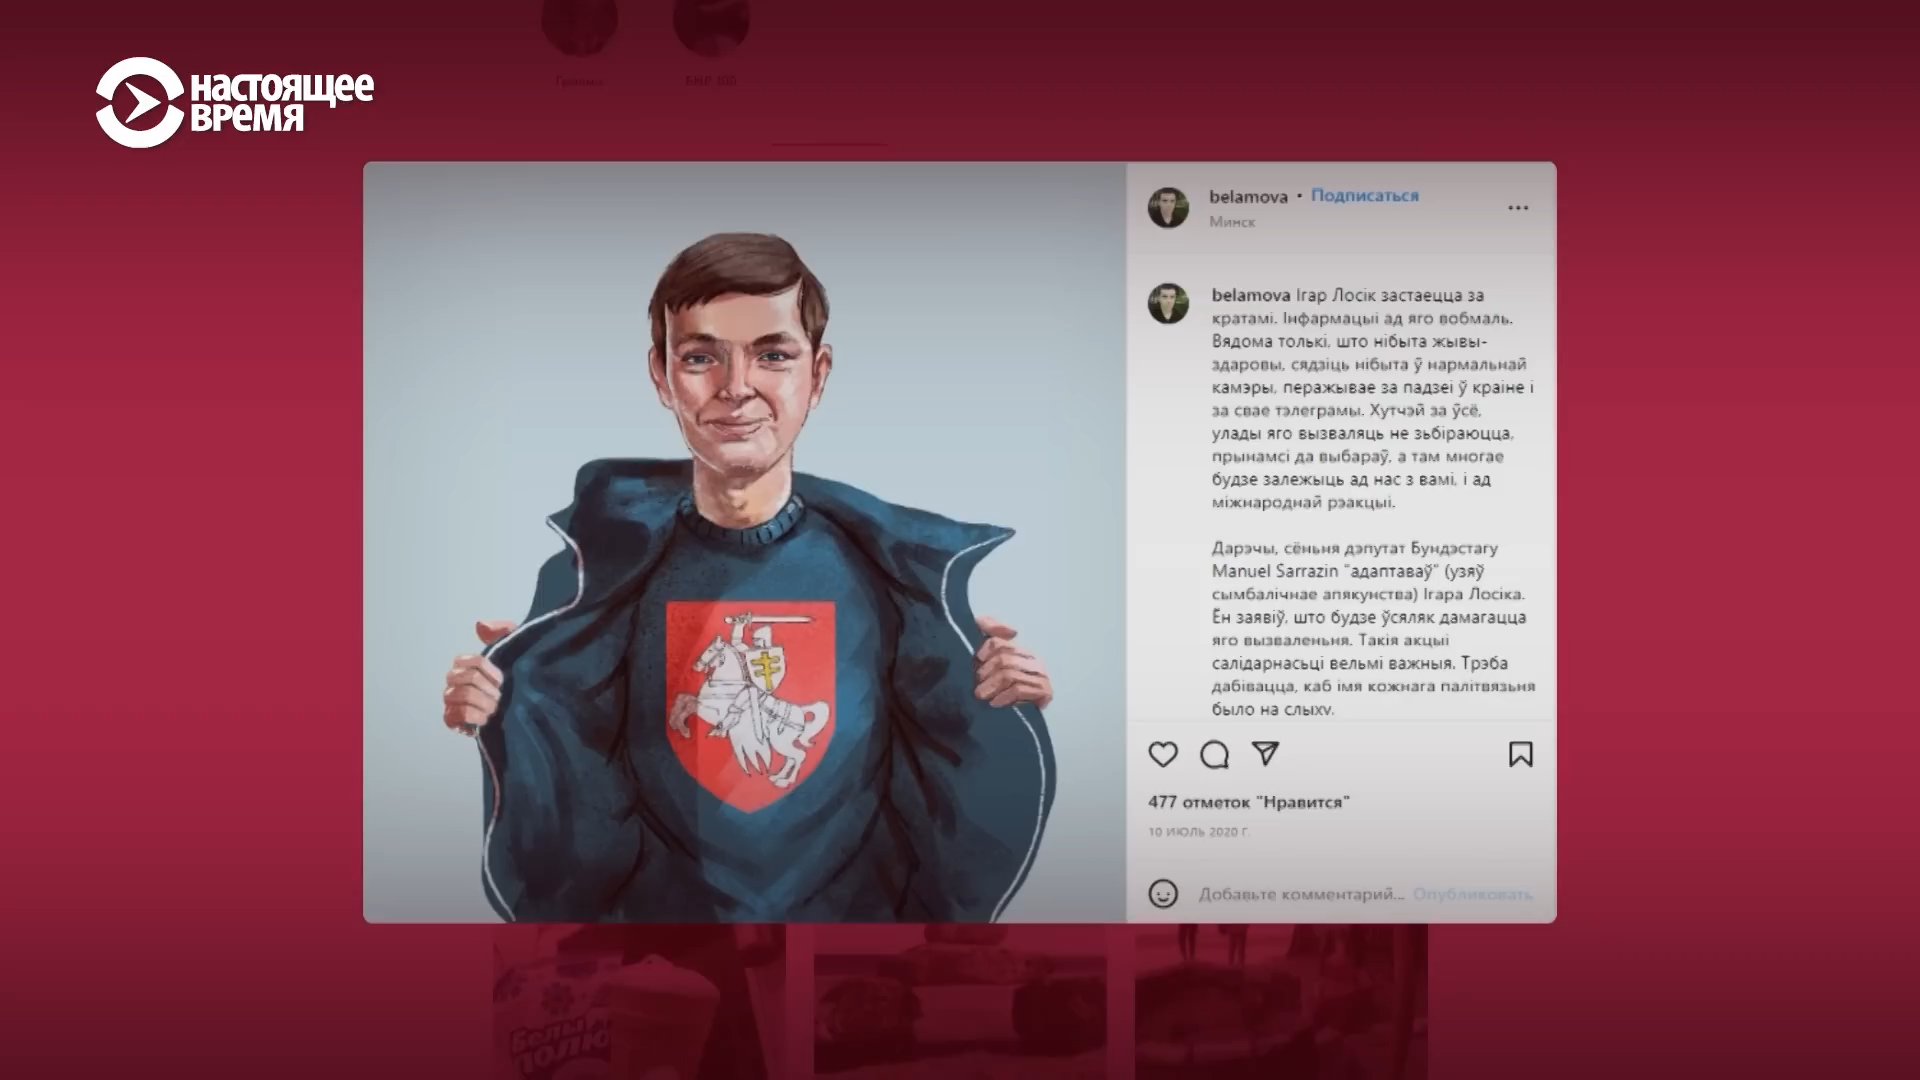 НАСТОЯЩЕЕ
ВРЕМЯ
БНР 100
belamova • Подписаться
Минск
belamova Ігар Лосік застаецца за
кратамі. Інфармацыі ад яго вобмаль.
Вядома толькі, што нібыта жывы-
здаровы, сядзіць нібыта ў нармальнай
камэры, перажывае за падзеі ў краіне і
за свае тэлеграмы. Хутчэй за ўсё,
улады яго вызваляць не зьбіраюцца,
прынамсі да выбараў, а там многае
будзе залежыць ад нас з вамі, і ад
міжнароднай рэакцыі.
Дарэчы, сёньня дэпутат Бундэстагу
Manuel Sarrazin "адаптаваў" (узяў
сымбалічнае апякунства) Ігара Лосіка.
Ён заявіў, што будзе ўсяляк дамагацца
яго вызваленьня. Такія акцыі
салідарнасьці вельмі важныя. Трэба
дабівацца, каб імя кожнага палітвязьня
было на слыху.
477 отметок "Нравится"
10 ИЮЛЬ 2020 Г.
Добавьте комментарий... Опубликовать